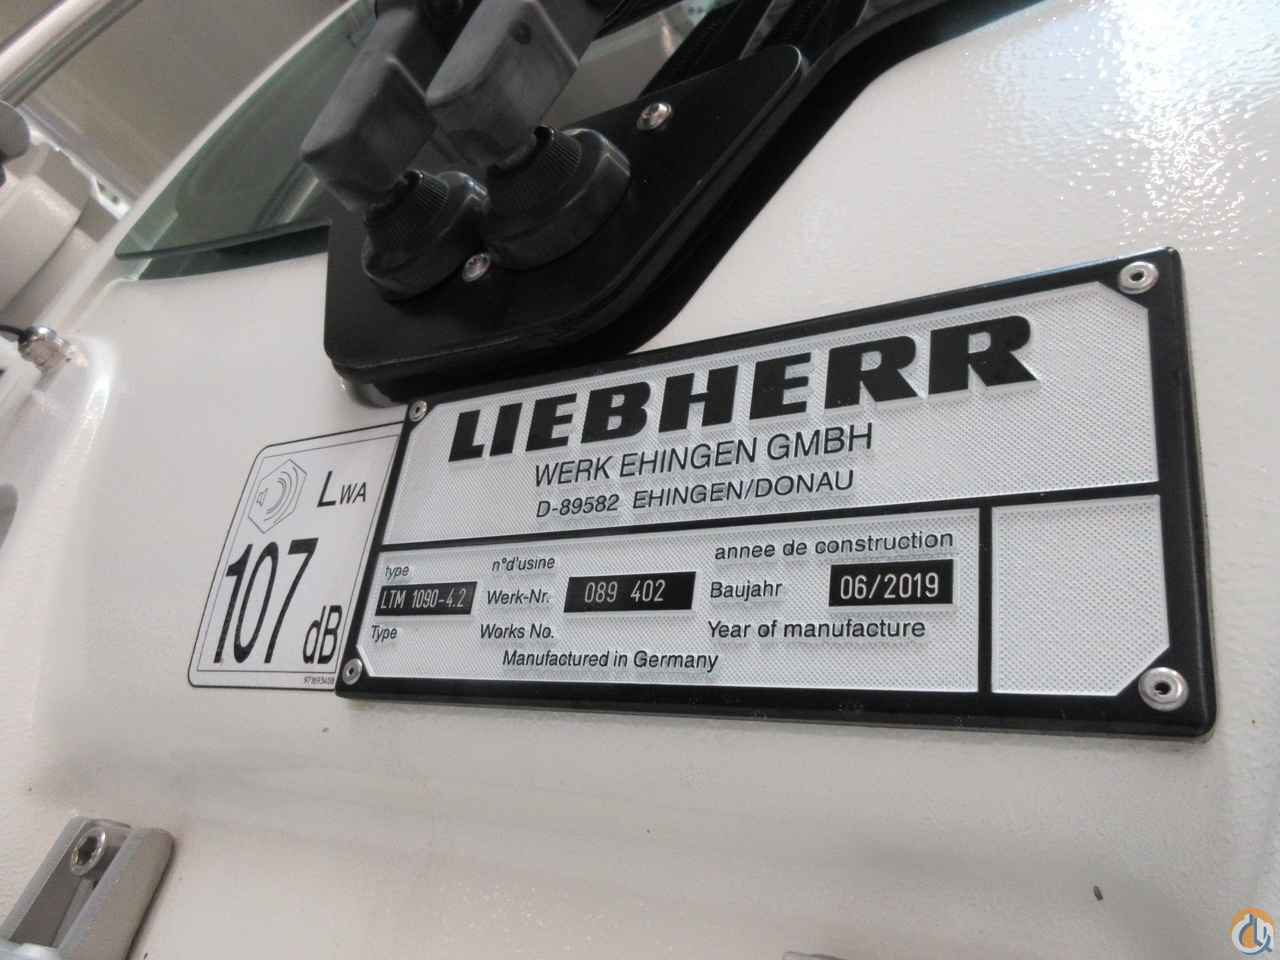 LIEBHERR
WERK EHINGEN GMBH
D-89582 EHINGEN/DONAU
type
LTM 1090-4.2
Type
n°d'usine
Werk-Nr. 089 402
Works No.
annee de construction
Baujahr 06/2019
Year of manufacture
Manufactured in Germany
LWA
107
dB